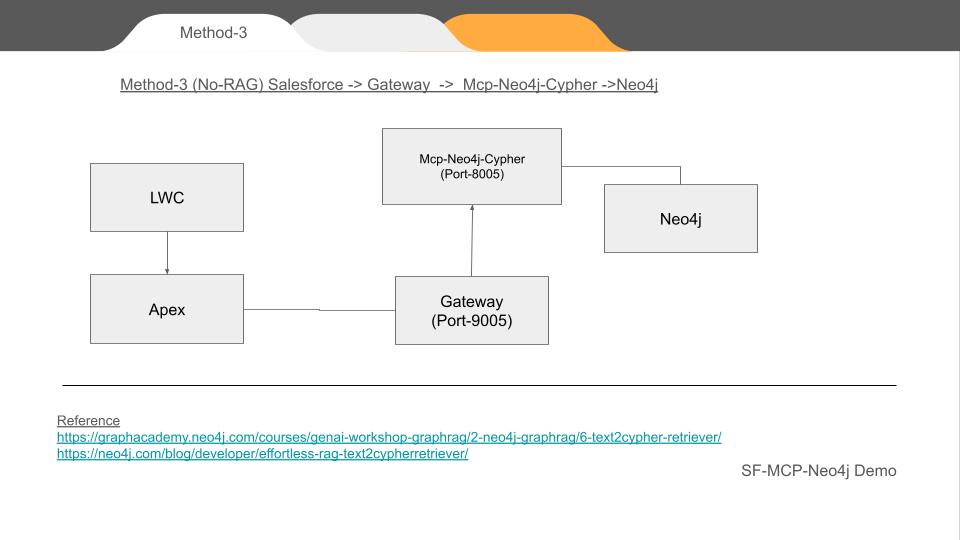 Method-3
Method-3 (No-RAG) Salesforce -> Gateway  ->  Mcp-Neo4j-Cypher ->Neo4j
Mcp-Neo4j-Cypher
(Port-8005)
LWC
Neo4j
Apex
Gateway
(Port-9005)
Reference
https://graphacademy.neo4j.com/courses/genai-workshop-graphrag/2-neo4j-graphrag/6-text2cypher-retriever/
https://neo4j.com/blog/developer/effortless-rag-text2cypherretriever/
SF-MCP-Neo4j Demo